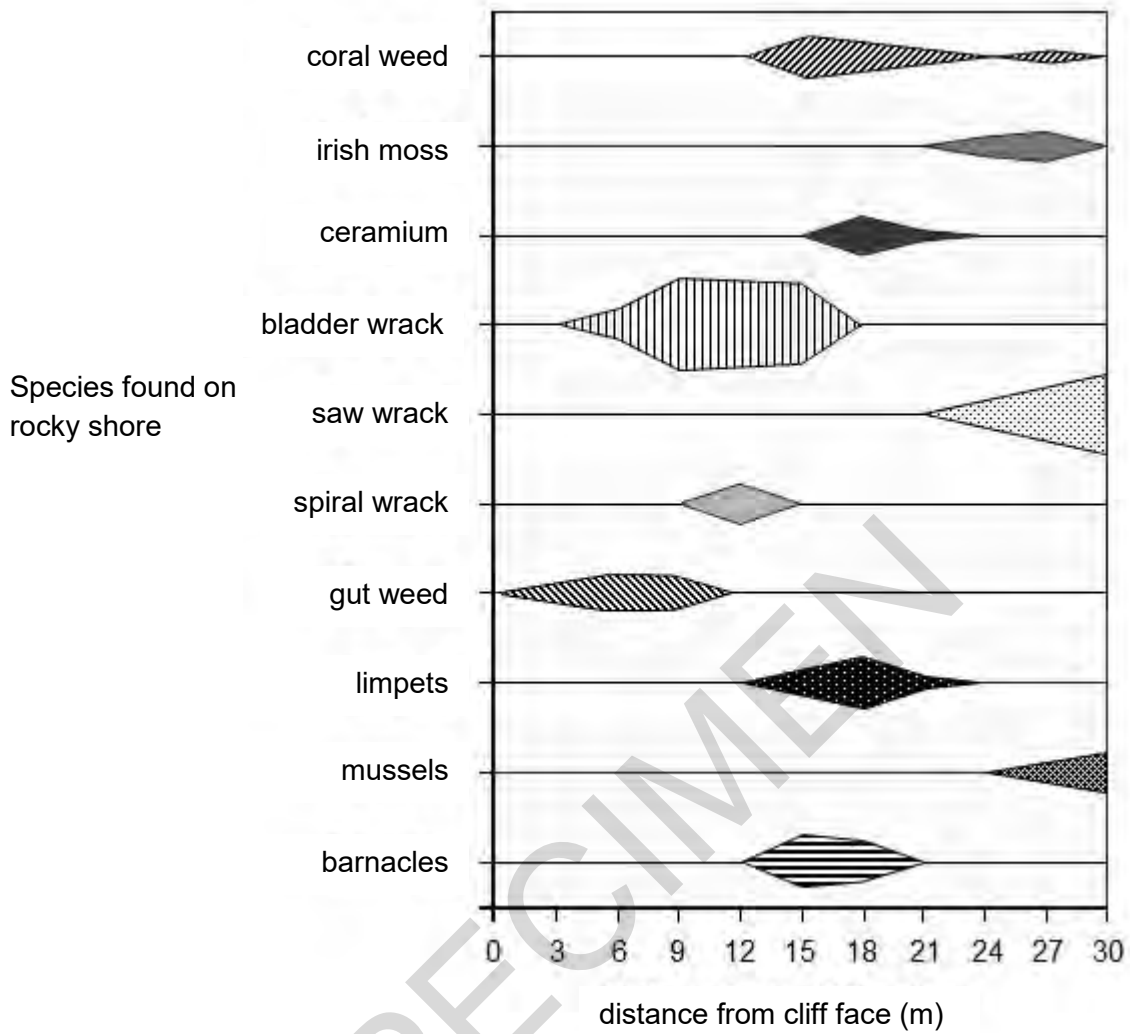 coral weed
irish moss
ceramium
bladder wrack
Species found on
rocky shore
saw wrack
spiral wrack
gut weed
limpets
mussels
barnacles
0 3 6 9 12 15 18 21 24 27 30
distance from cliff face (m)
SPECIMEN